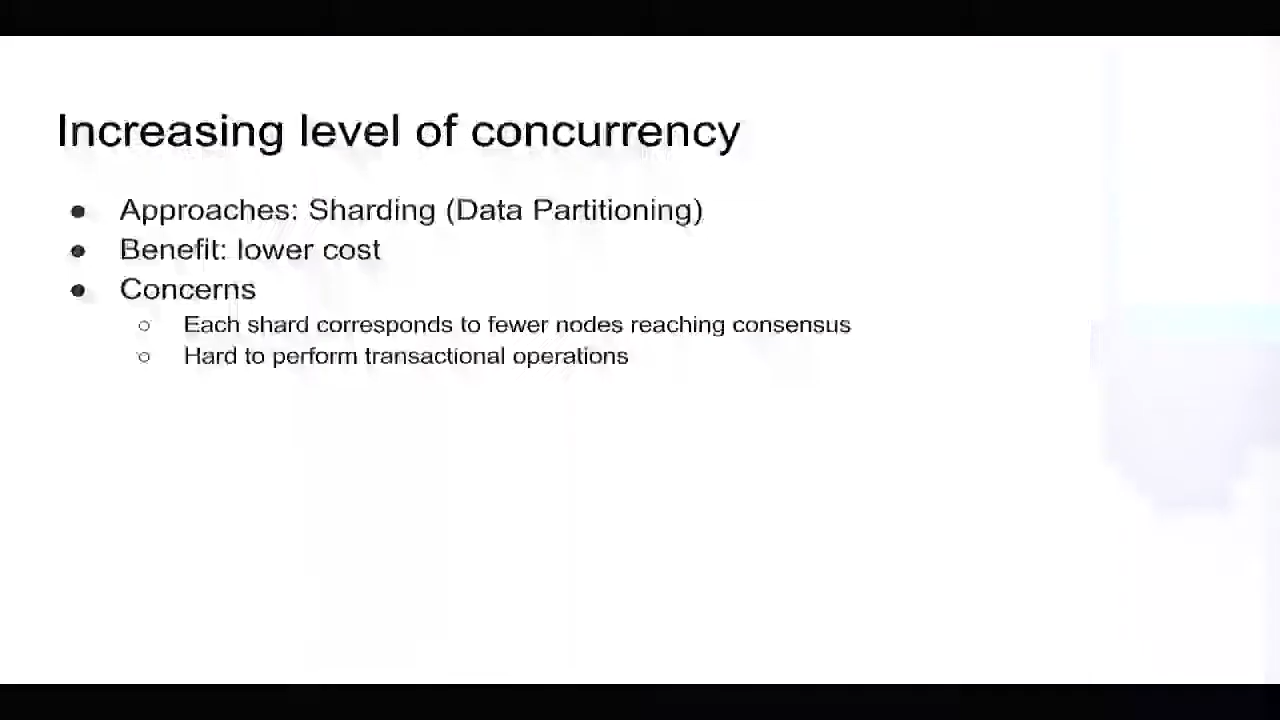 Increasing level of concurrency
● Approaches: Sharding (Data Partitioning)
● Benefit: lower cost
● Concerns
○ Each shard corresponds to fewer nodes reaching consensus
○ Hard to perform transactional operations